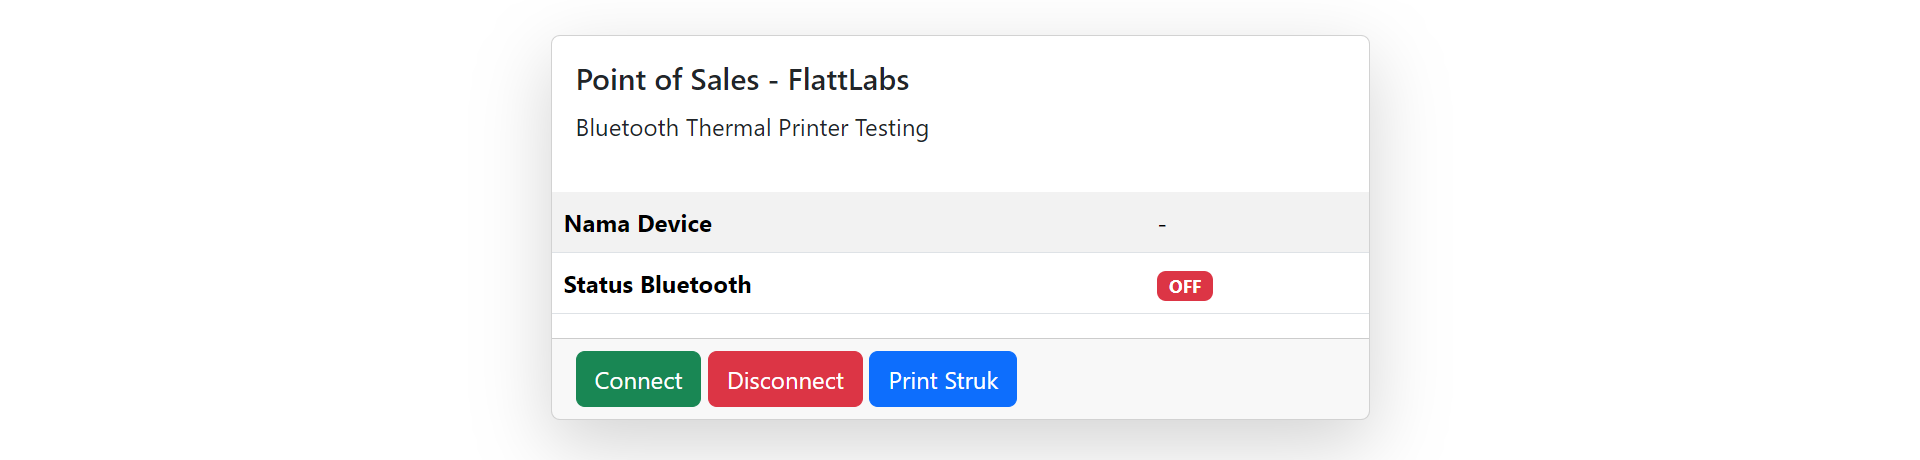 Point of Sales - FlattLabs
Bluetooth Thermal Printer Testing
Nama Device -
Status Bluetooth OFF
Connect Disconnect Print Struk